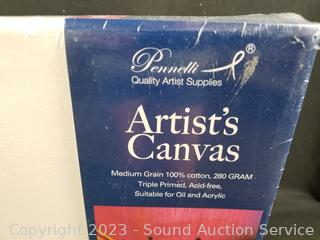 Pennelli ®
Quality Artist Supplies
Artist's
Canvas
Medium Grain 100% cotton, 280 GRAM
Triple Primed, Acid-free,
Suitable for Oil and Acrylic
Copyright 2023 - Sound Auction Service